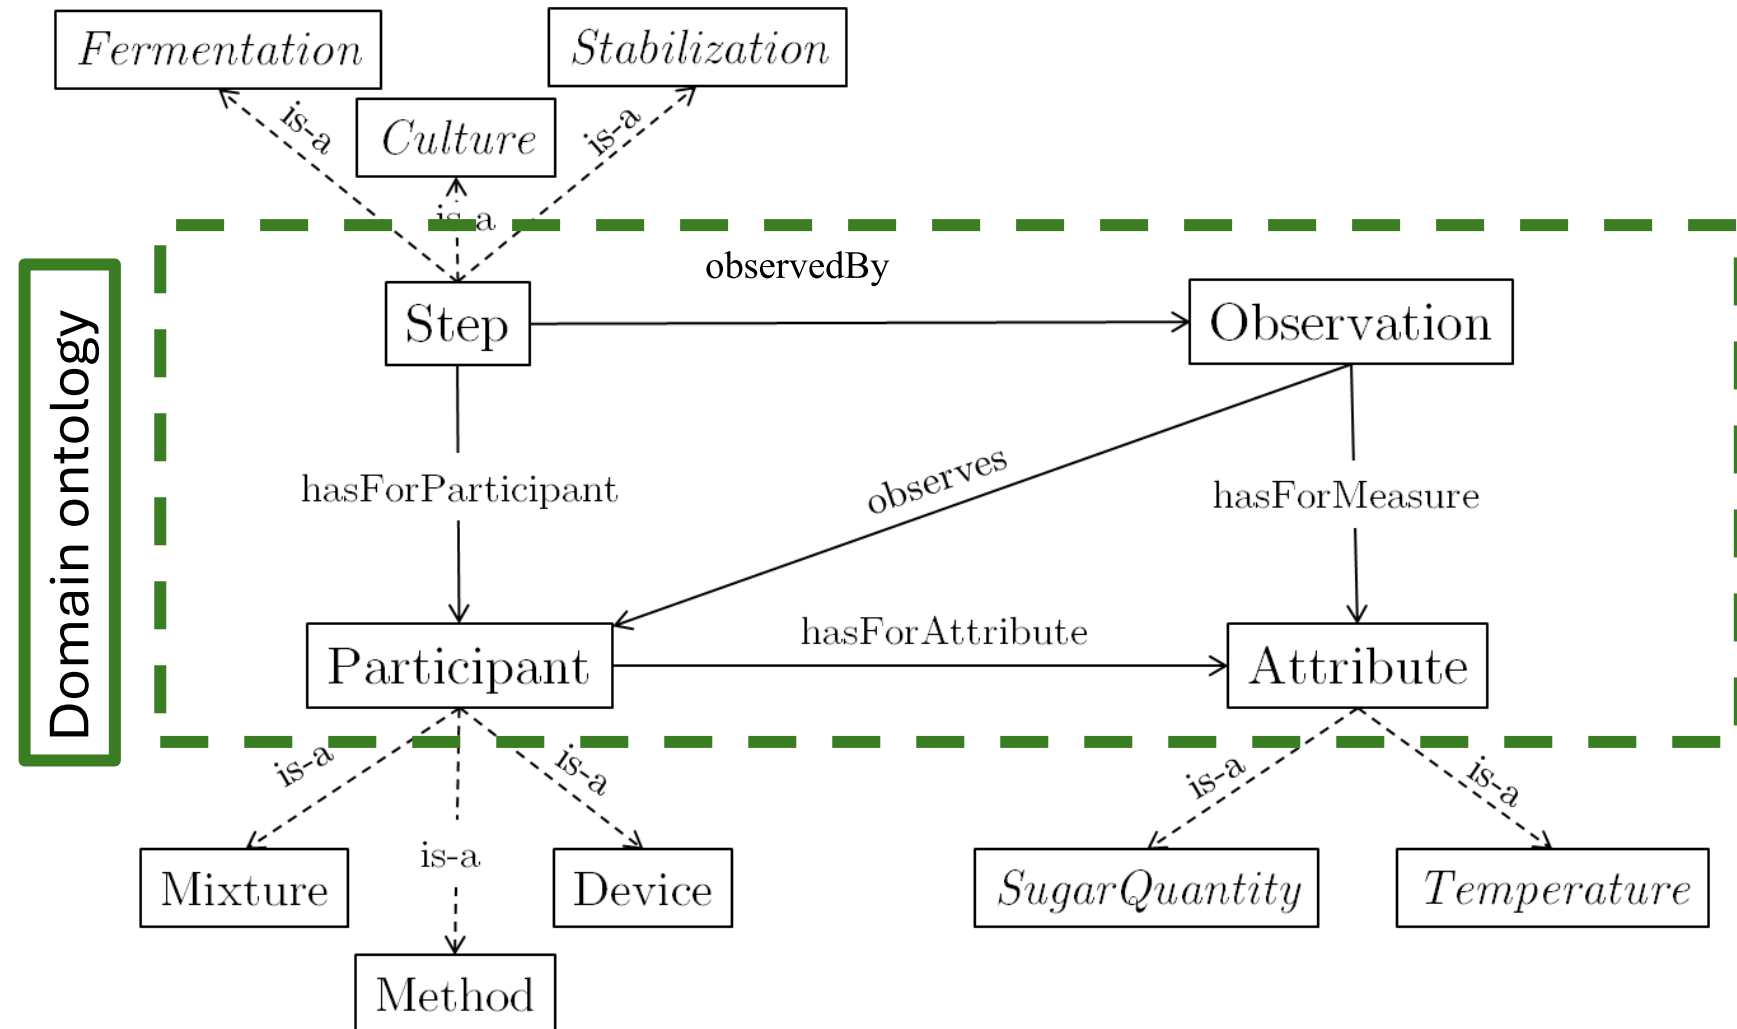 Fermentation
Stabilization
Culture
is-a
is-a
is-a
observedBy
Step
Observation
Domain ontology
hasForParticipant
observes
hasForMeasure
hasForAttribute
Participant
Attribute
is-a
is-a
is-a
is-a
is-a
Mixture
Device
SugarQuantity
Temperature
Method